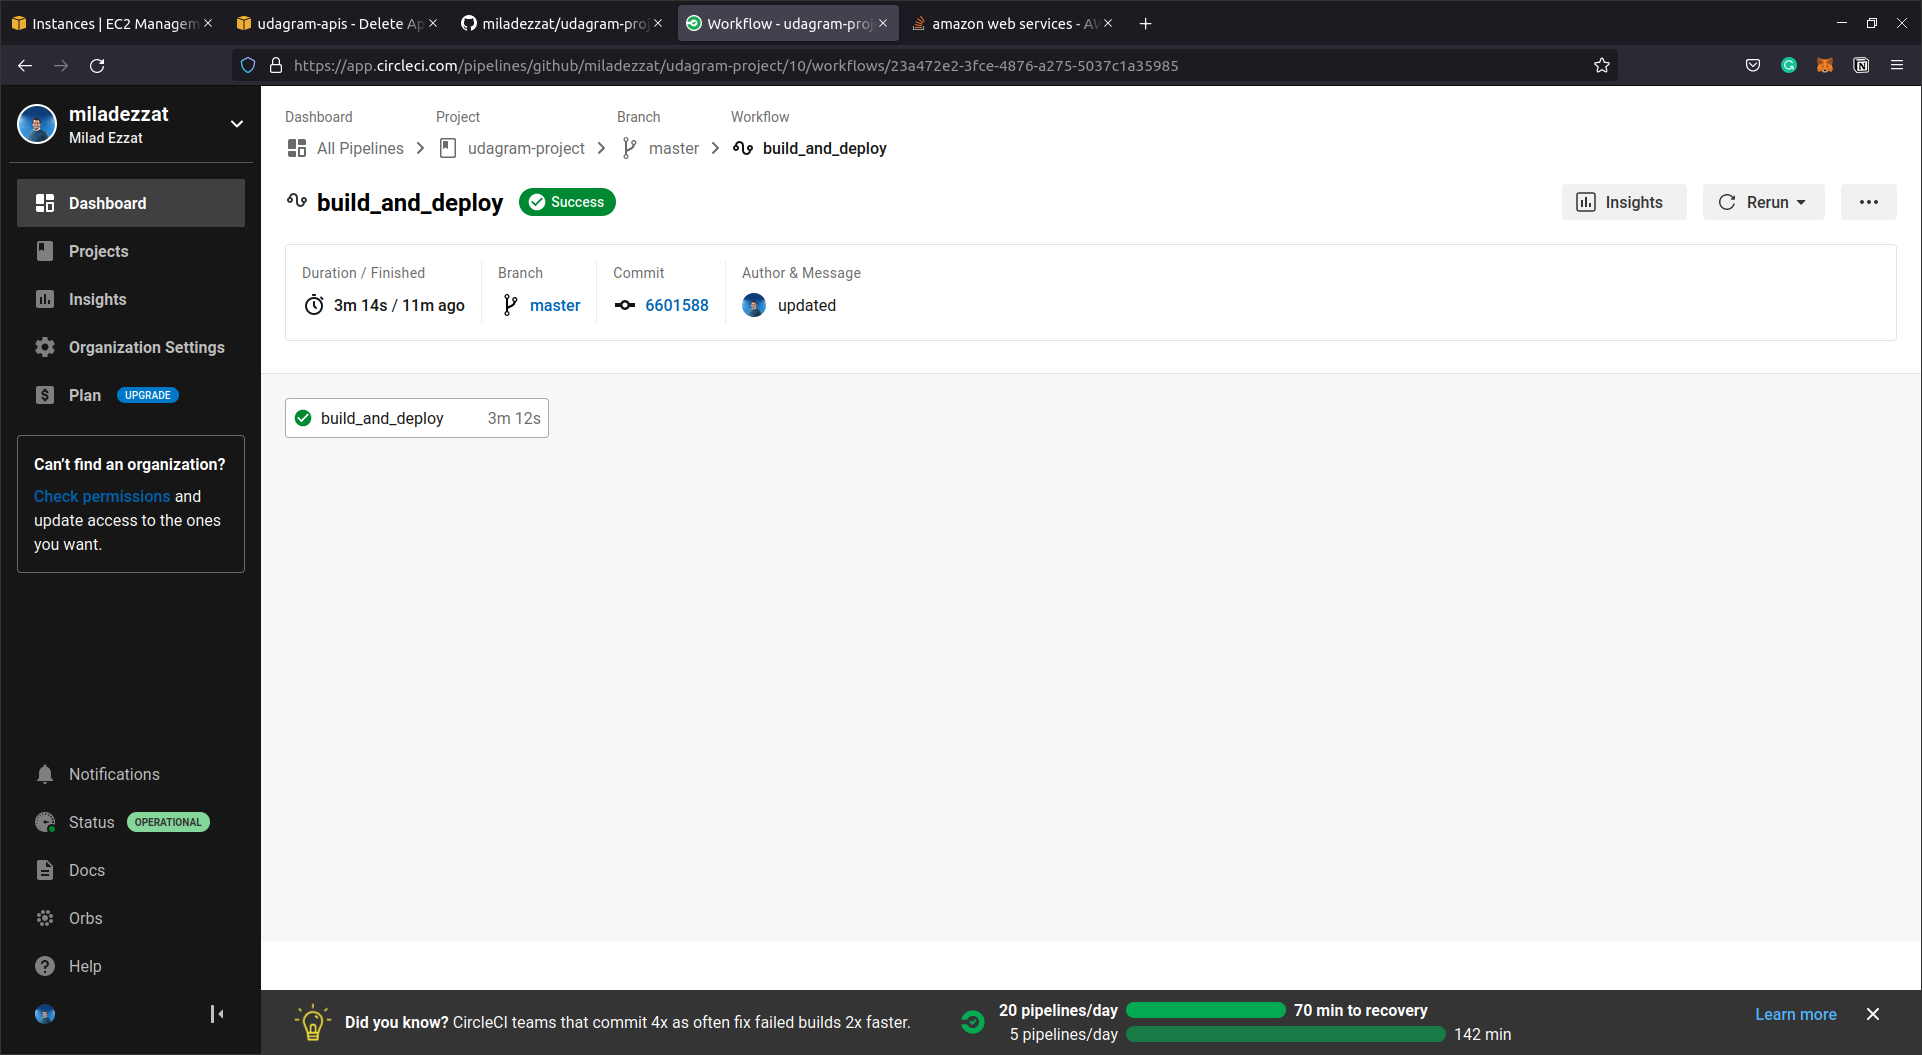 Instances | EC2 Managem
udagram-apis - Delete Ap
miladezzat/udagram-proj
Workflow - udagram-proj
amazon web services - AW
https://app.circleci.com/pipelines/github/miladezzat/udagram-project/10/workflows/23a472e2-3fce-4876-a275-5037c1a35985
miladezzat
Milad Ezzat
Dashboard
Projects
Insights
Organization Settings
Plan UPGRADE
Can't find an organization?
Check permissions and
update access to the ones
you want.
Notifications
Status OPERATIONAL
Docs
Orbs
Help
Dashboard Project Branch Workflow
All Pipelines udagram-project master build_and_deploy
build_and_deploy Success
Insights Rerun
Duration / Finished Branch Commit Author & Message
3m 14s / 11m ago master 6601588 updated
build_and_deploy 3m 12s
Did you know? CircleCI teams that commit 4x as often fix failed builds 2x faster.
20 pipelines/day 70 min to recovery
5 pipelines/day 142 min
Learn more